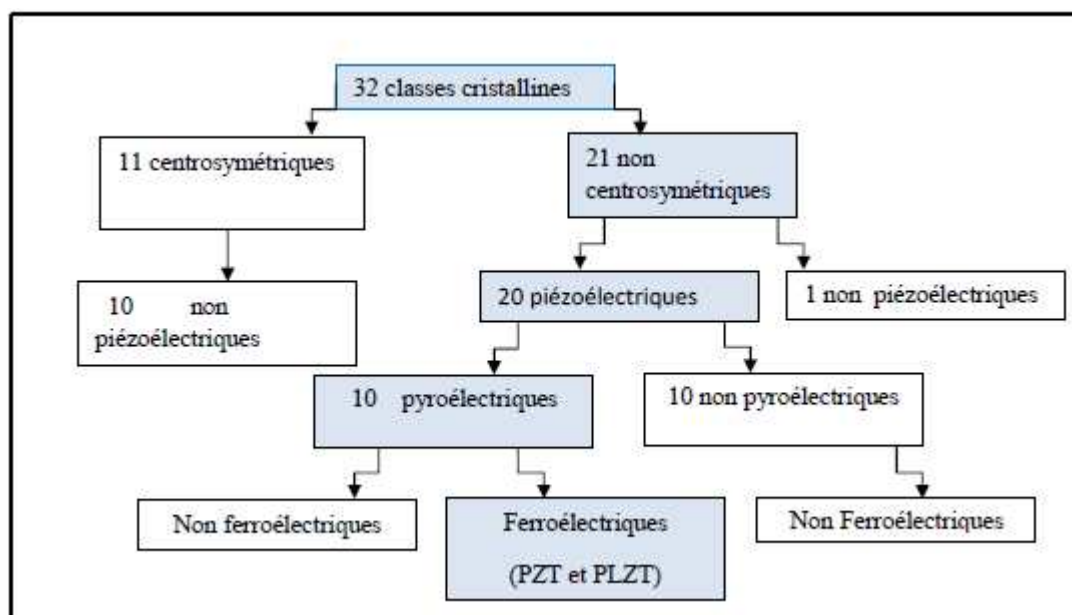 32 classes cristallines
11 centrosymétriques
21 non
centrosymétriques
10 non
piézoélectriques
20 piézoélectriques
1 non piézoélectriques
10 pyroélectriques
10 non pyroélectriques
Non ferroélectriques
Ferroélectriques
(PZT et PLZT)
Non Ferroélectriques